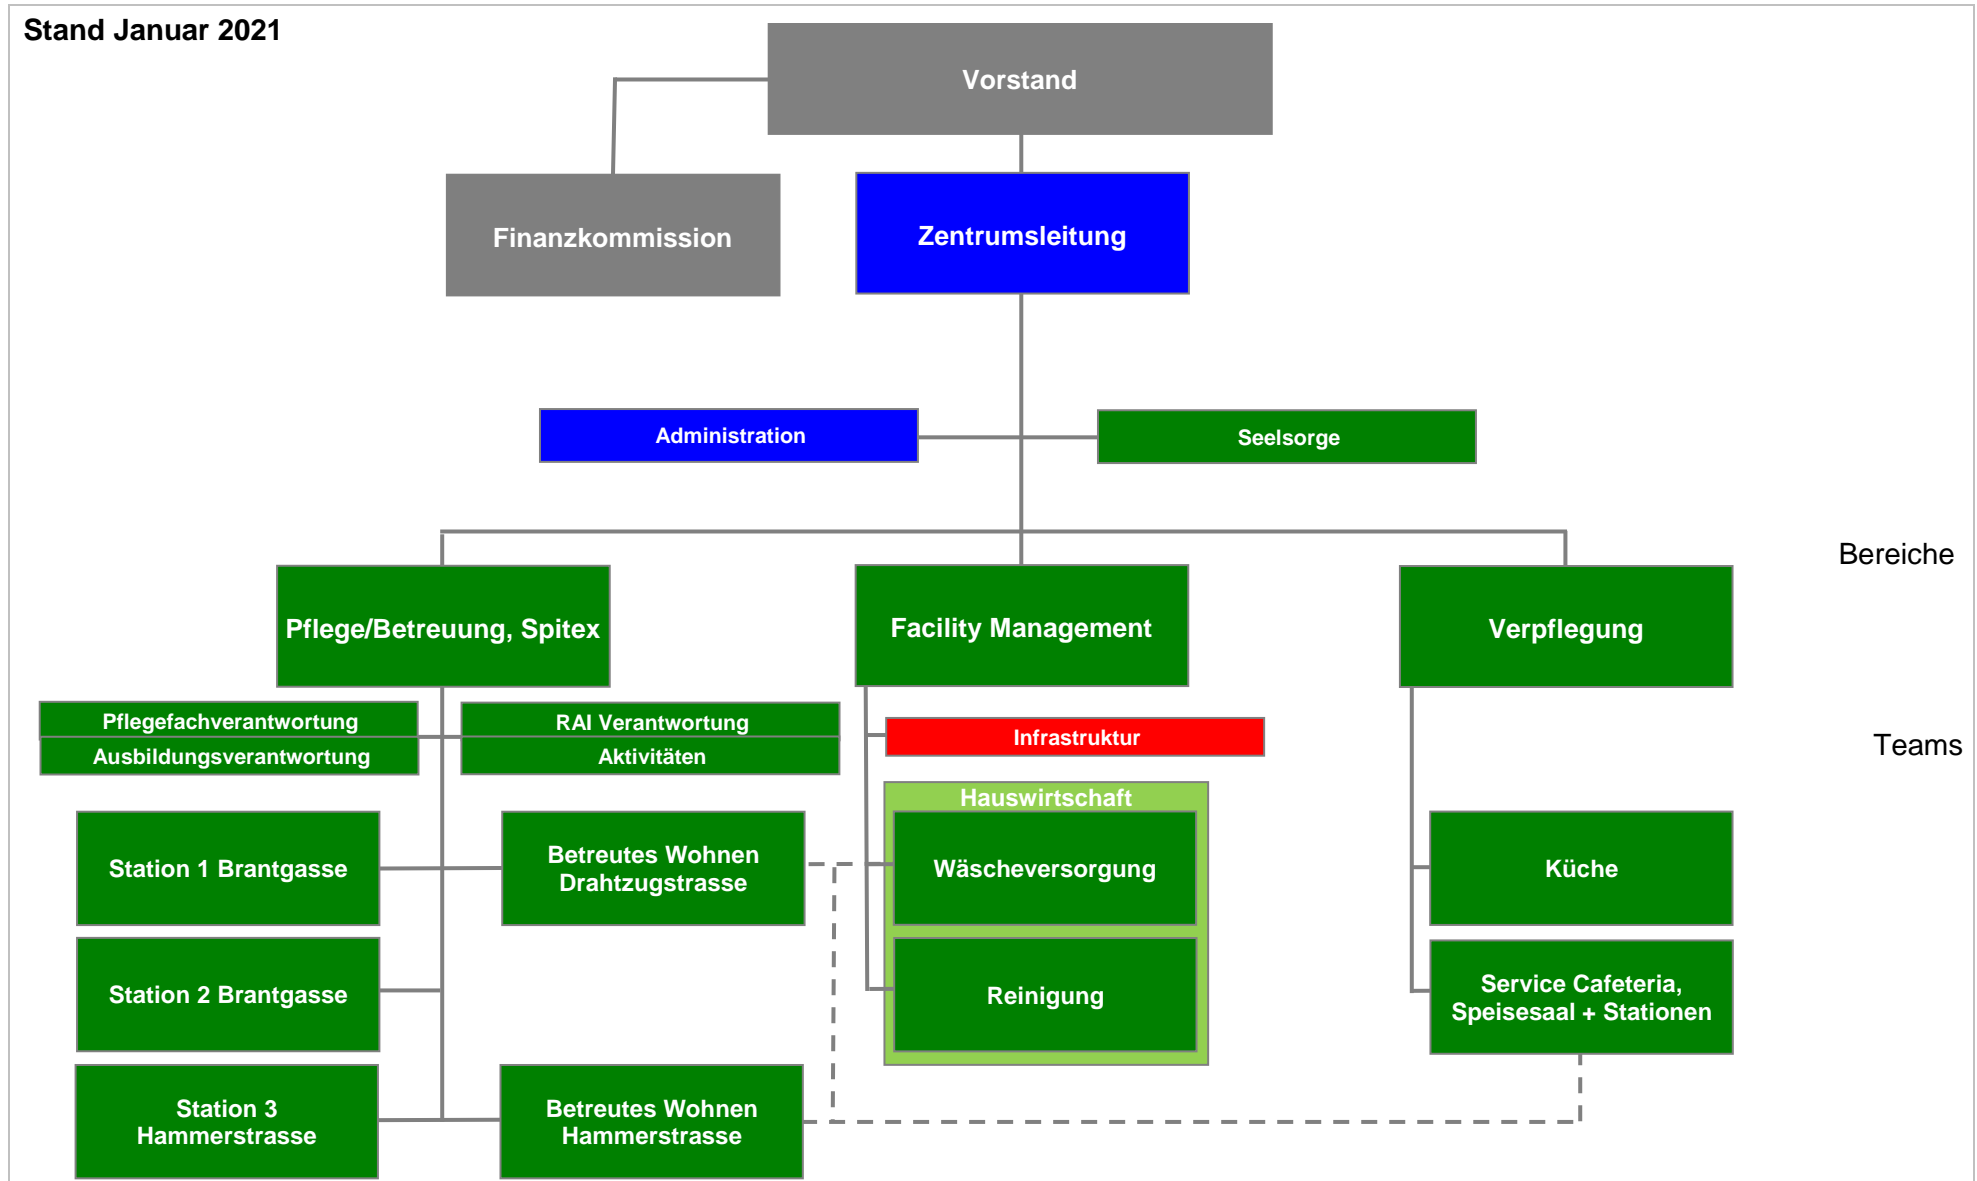 Stand Januar 2021
Vorstand
Finanzkommission
Zentrumsleitung
Administration
Seelsorge
Bereiche
Pflege/Betreuung, Spitex
Facility Management
Verpflegung
Pflegefachverantwortung
RAI Verantwortung
Ausbildungsverantwortung
Aktivitäten
Infrastruktur
Teams
Hauswirtschaft
Station 1 Brantgasse
Betreutes Wohnen
Drahtzugstrasse
Wäscheversorgung
Küche
Station 2 Brantgasse
Reinigung
Service Cafeteria,
Speisesaal + Stationen
Station 3
Hammerstrasse
Betreutes Wohnen
Hammerstrasse